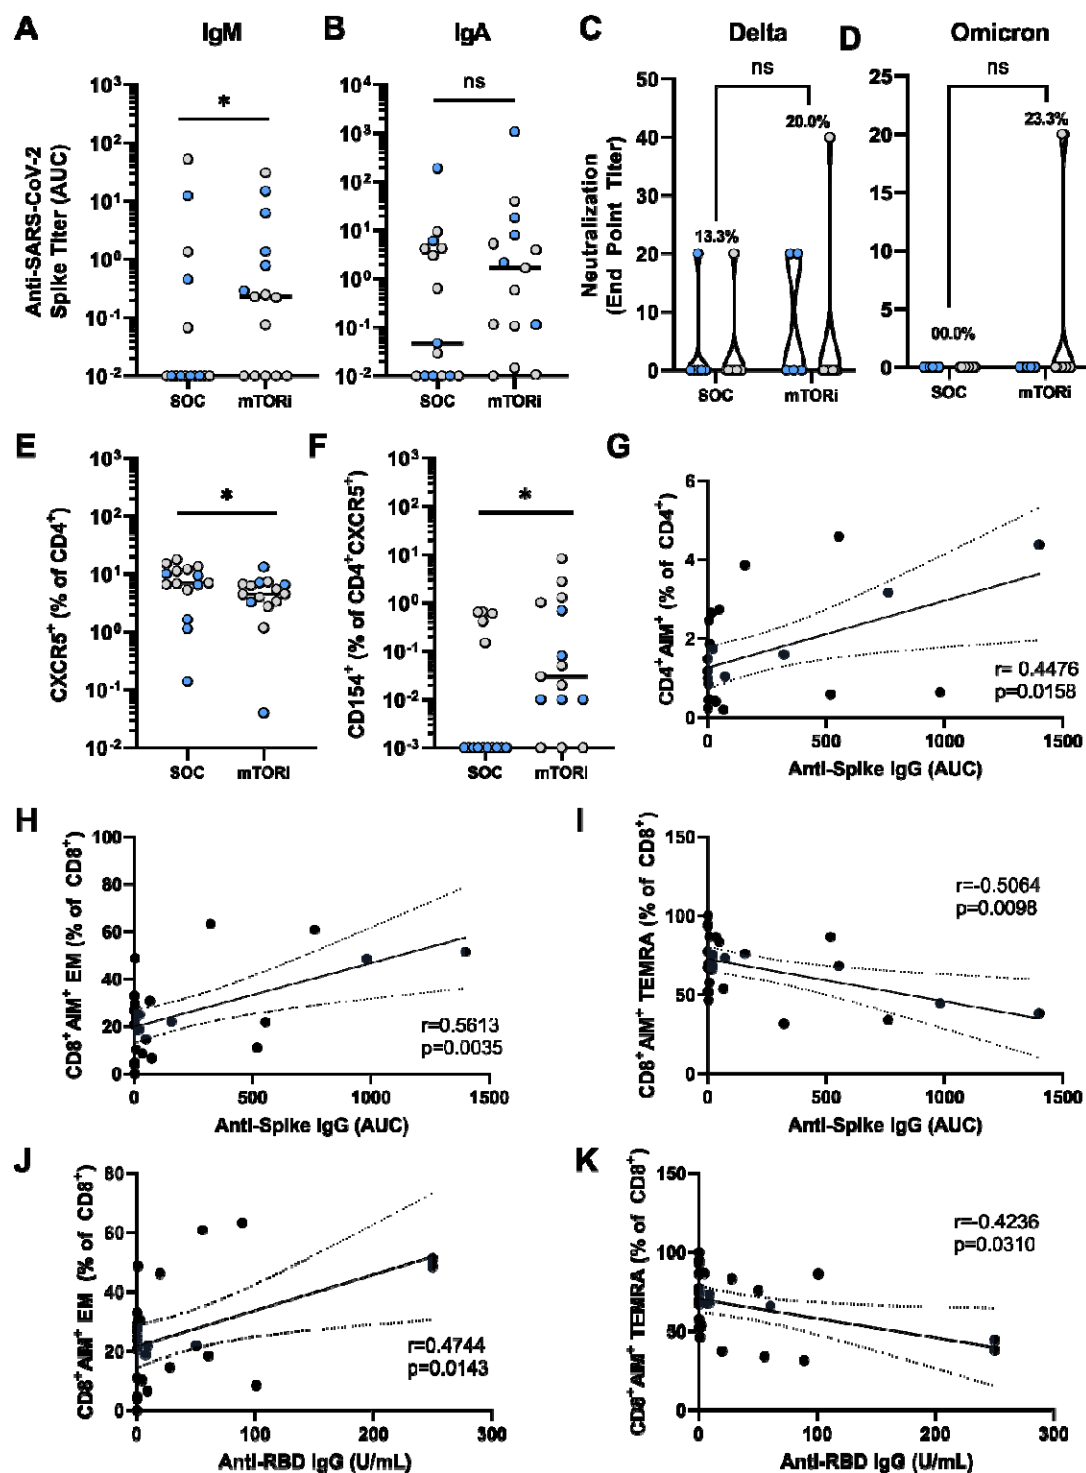 A
IgM
Anti-SARS-CoV-2
Spike Titer (AUC)
10³
10²
10¹
10⁰
10⁻¹
10⁻²
*
SOC
mTORi
B
IgA
10⁴
10³
10²
10¹
10⁰
10⁻¹
10⁻²
ns
SOC
mTORi
C
Delta
Neutralization
(End Point Titer)
50
40
30
20
10
0
ns
13.3%
20.0%
SOC
mTORi
D
Omicron
25
20
15
10
5
0
ns
00.0%
23.3%
SOC
mTORi
E
CXCR5⁺ (% of CD4⁺)
10³
10²
10¹
10⁰
10⁻¹
10⁻²
*
SOC
mTORi
F
CD154⁺ (% of CD4⁺CXCR5⁺)
10³
10²
10¹
10⁰
10⁻¹
10⁻²
10⁻³
*
SOC
mTORi
G
CD4⁺AIM⁺ (% of CD4⁺)
6
4
2
0
r= 0.4476
p=0.0158
0
500
1000
1500
Anti-Spike IgG (AUC)
H
CD8⁺AIM⁺ EM (% of CD8⁺)
100
80
60
40
20
0
r=0.5613
p=0.0035
0
500
1000
1500
Anti-Spike IgG (AUC)
I
CD8⁺AIM⁺ TEMRA (% of CD8⁺)
150
100
50
0
r=-0.5064
p=0.0098
0
500
1000
1500
Anti-Spike IgG (AUC)
J
CD8⁺AIM⁺ EM (% of CD8⁺)
80
60
40
20
0
r=0.4744
p=0.0143
0
100
200
300
Anti-RBD IgG (U/mL)
K
CD8⁺AIM⁺ TEMRA (% of CD8⁺)
150
100
50
0
r=-0.4236
p=0.0310
0
100
200
300
Anti-RBD IgG (U/mL)